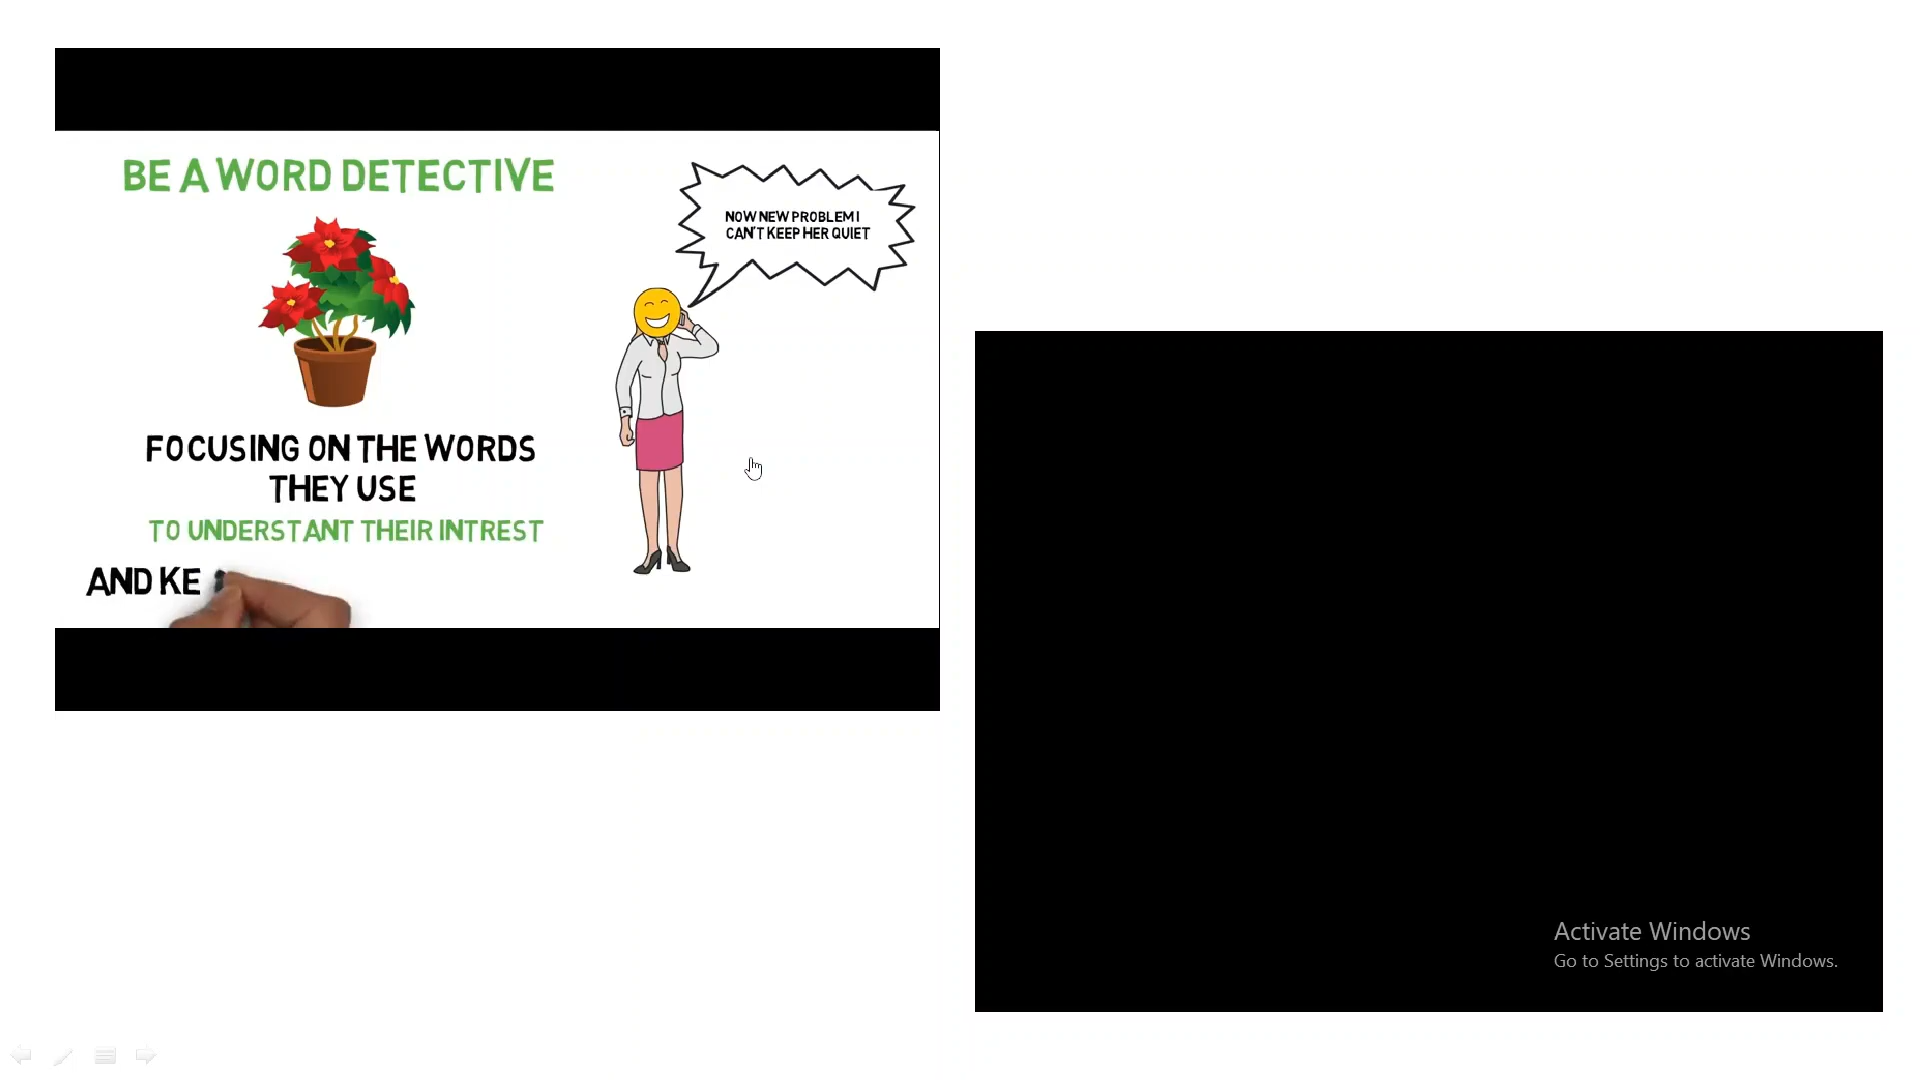 BE A WORD DETECTIVE
NOW NEW PROBLEM I
CAN'T KEEP HER QUIET
FOCUSING ON THE WORDS
THEY USE
TO UNDERSTANT THEIR INTREST
AND KE
Activate Windows
Go to Settings to activate Windows.